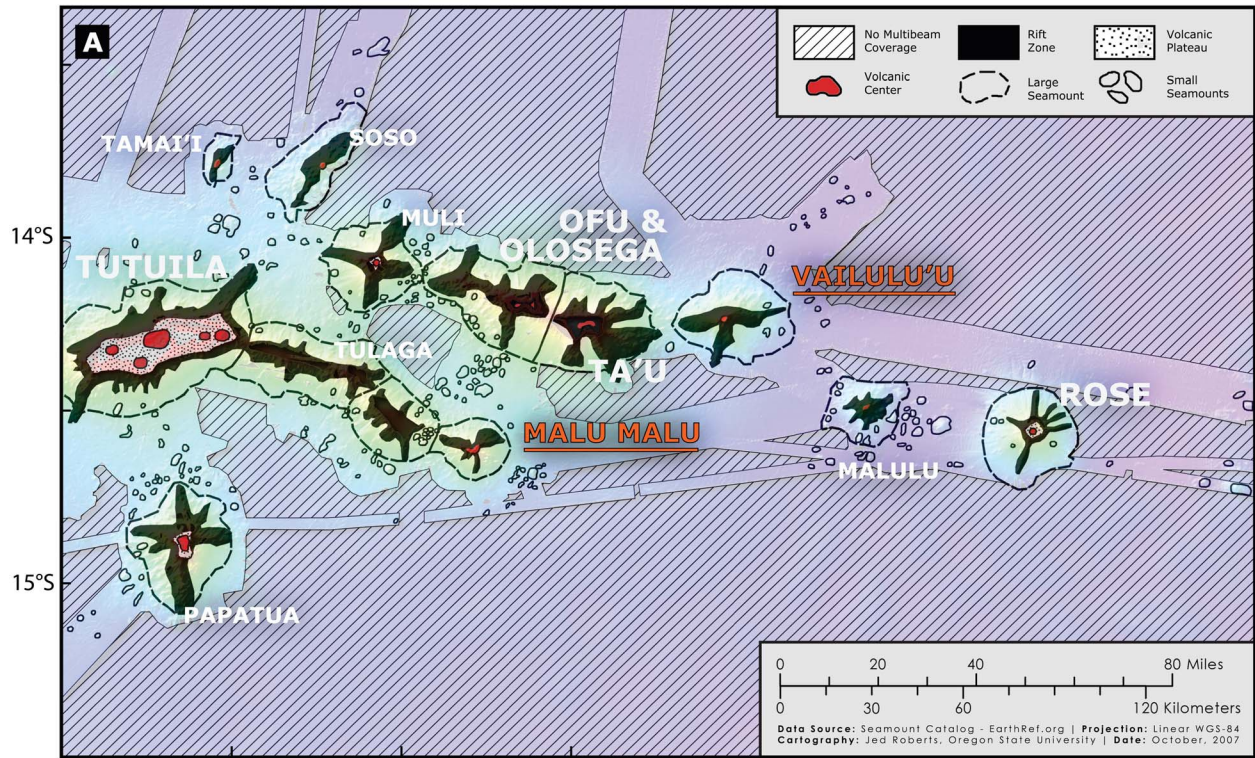 A
No Multibeam
Coverage
Rift
Zone
Volcanic
Plateau
Volcanic
Center
Large
Seamount
Small
Seamounts
TAMAI'I
SOSO
MULI
OFU &
OLOSEGA
14°S
TUTUILA
VAILULU'U
TULAGA
TA'U
ROSE
MALU MALU
MALULU
15°S
PAPATUA
0 20 40 80 Miles
0 30 60 120 Kilometers
Data Source: Seamount Catalog - EarthRef.org | Projection: Linear WGS-84
Cartography: Jed Roberts, Oregon State University | Date: October, 2007